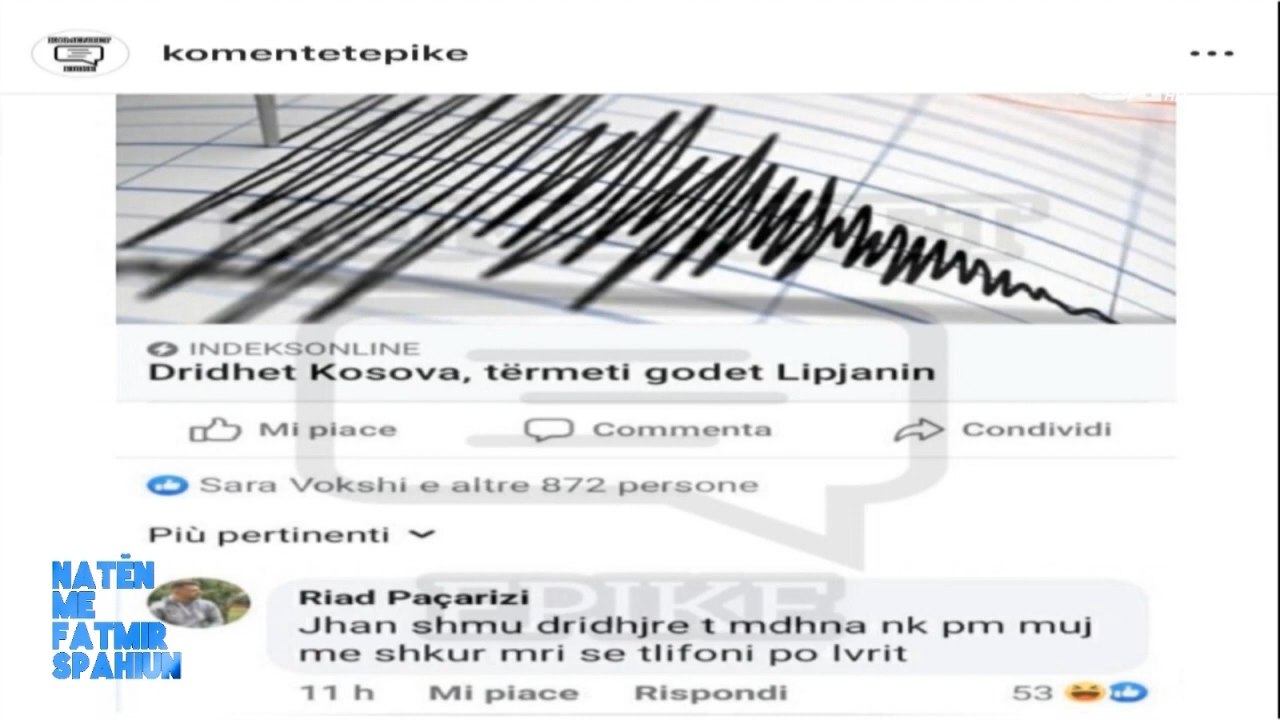 komentetepike
INDEKSONLINE
Dridhet Kosova, tërmeti godet Lipjanin
Mi piace Commenta Condividi
Sara Vokshi e altre 872 persone
Più pertinenti
Riad Paçarizi
Jhan shmu dridhjre t mdhna nk pm muj
me shkur mri se tlifoni po lvrit
11 h Mi piace Rispondi 53
NATËN
ME
FATMIR
SPAHIUN
EPIKE